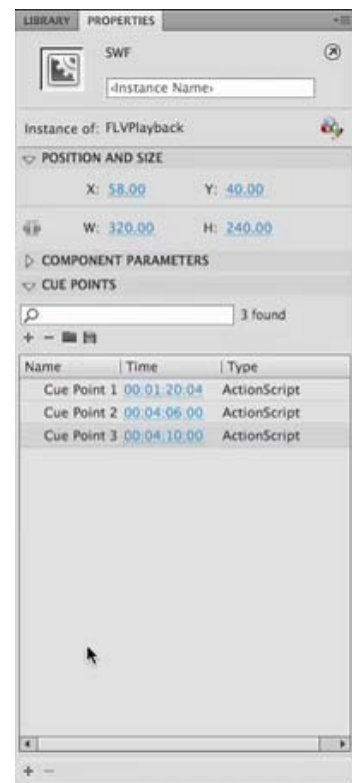 LIBRARY PROPERTIES
SWF
<Instance Name>
Instance of: FLVPlayback
POSITION AND SIZE
X: 58.00 Y: 40.00
W: 320.00 H: 240.00
COMPONENT PARAMETERS
CUE POINTS
3 found
Name Time Type
Cue Point 1 00:01:20:04 ActionScript
Cue Point 2 00:04:06:00 ActionScript
Cue Point 3 00:04:10:00 ActionScript